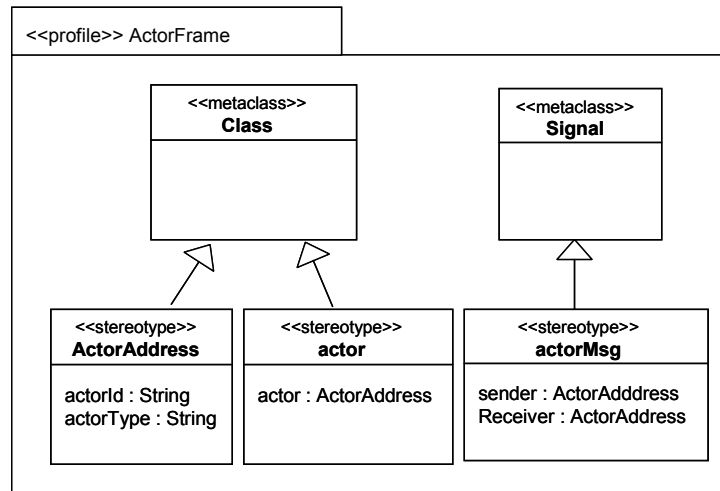 <<profile>> ActorFrame
<<metaclass>>
Class
<<metaclass>>
Signal
<<stereotype>>
ActorAddress
actorId : String
actorType : String
<<stereotype>>
actor
actor : ActorAddress
<<stereotype>>
actorMsg
sender : ActorAdddress
Receiver : ActorAddress